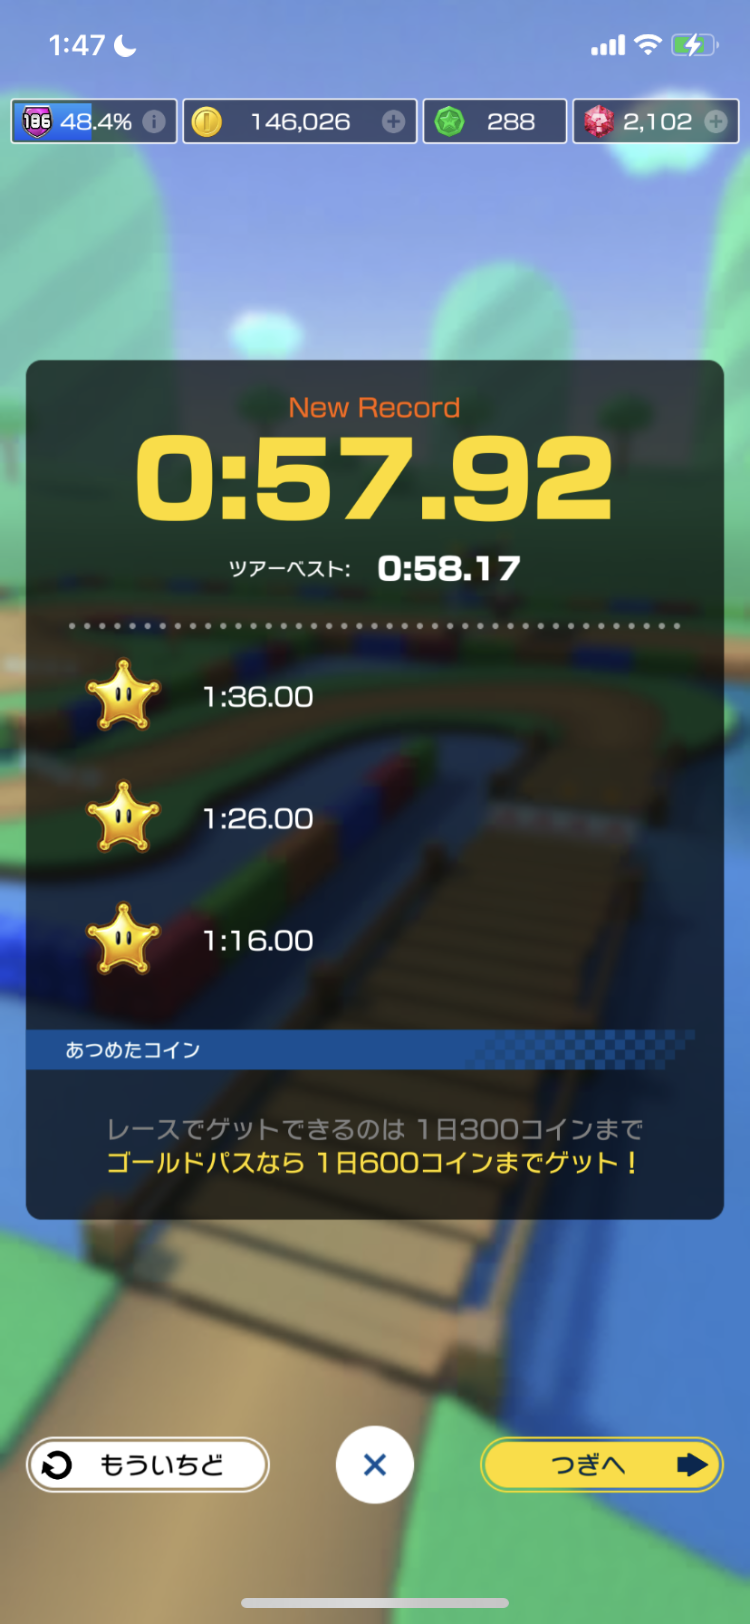 1:47
186 48.4% i 146,026 + 288 ? 2,102 +
New Record
0:57.92
ツアーベスト: 0:58.17
1:36.00
1:26.00
1:16.00
あつめたコイン
レースでゲットできるのは 1日300コインまで
ゴールドパスなら 1日600コインまでゲット！
もういちど × つぎへ